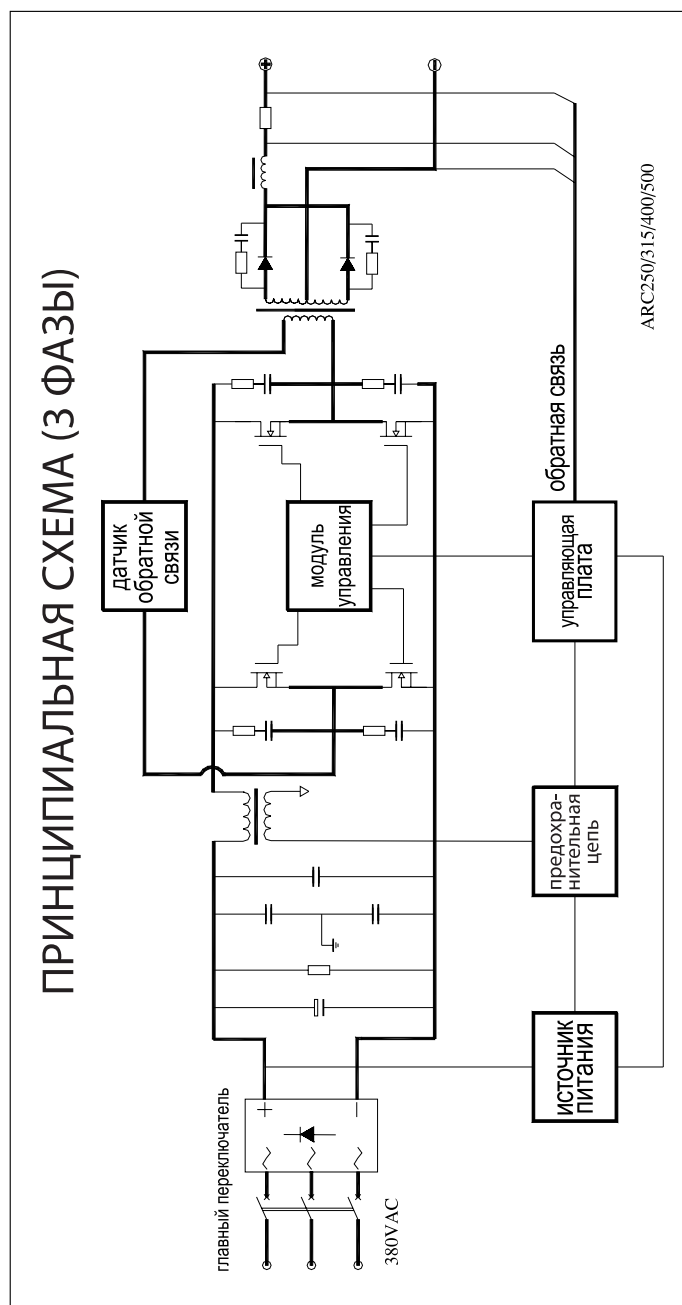 ПРИНЦИПИАЛЬНАЯ СХЕМА (3 ФАЗЫ)
главный переключатель
380VAC
+
−
датчик
обратной
связи
модуль
управления
источник
питания
предохра-
нительная
цепь
управляющая
плата
обратная связь
ARC250/315/400/500